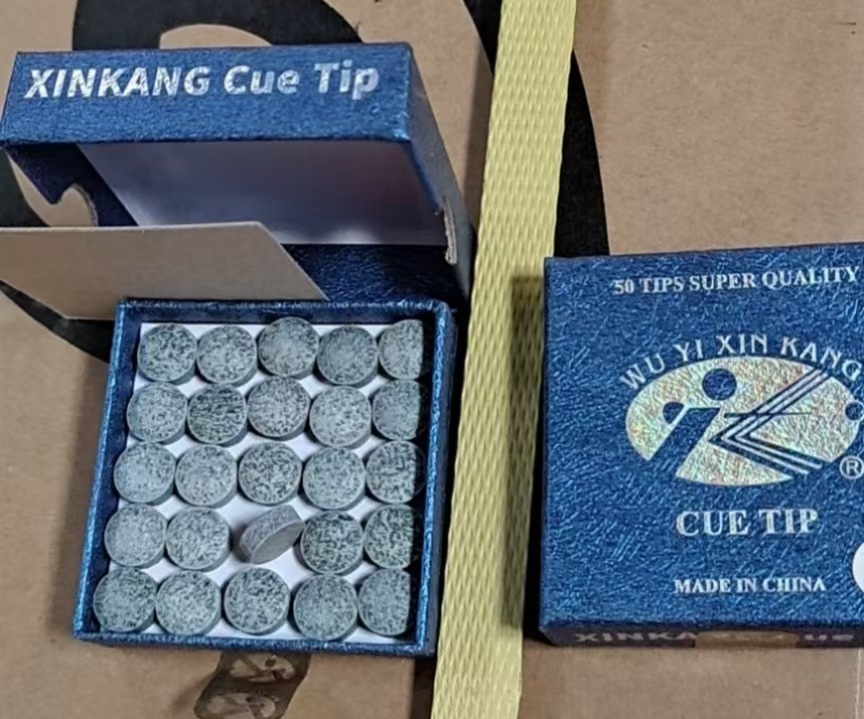 XINKANG Cue Tip
50 TIPS SUPER QUALITY
WU YI XIN KANG
®
CUE TIP
MADE IN CHINA